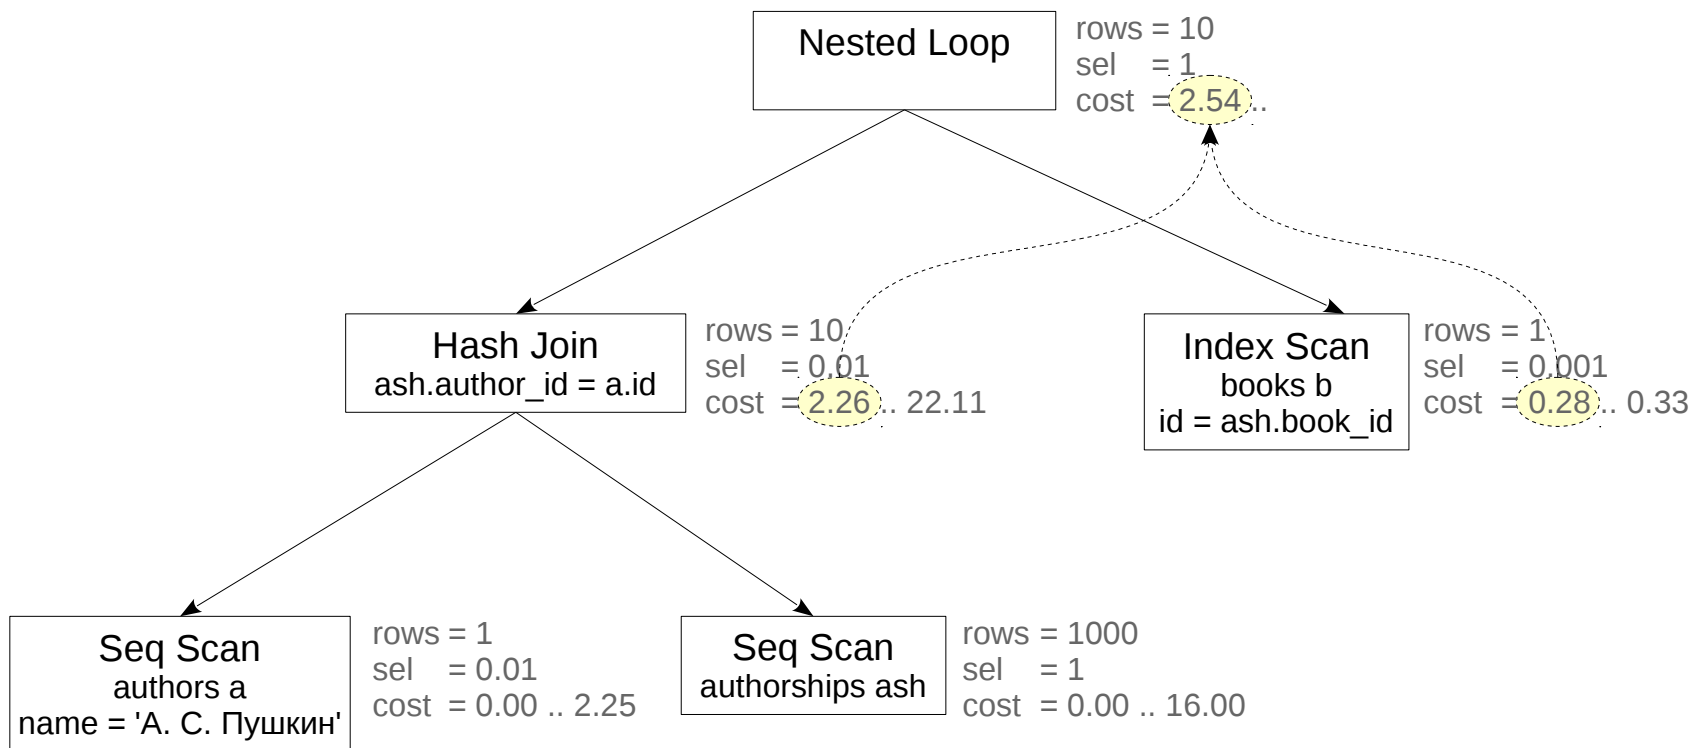 Nested Loop
rows = 10
sel = 1
cost = 2.54 ..
Hash Join
ash.author_id = a.id
rows = 10
sel = 0.01
cost = 2.26 .. 22.11
Index Scan
books b
id = ash.book_id
rows = 1
sel = 0.001
cost = 0.28 .. 0.33
Seq Scan
authors a
name = 'А. С. Пушкин'
rows = 1
sel = 0.01
cost = 0.00 .. 2.25
Seq Scan
authorships ash
rows = 1000
sel = 1
cost = 0.00 .. 16.00